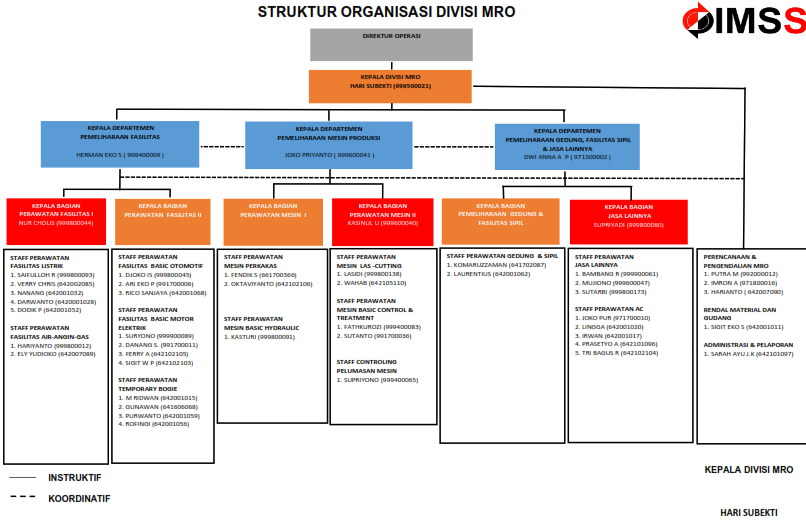 STRUKTUR ORGANISASI DIVISI MRO
IMSS
DIREKTUR OPERASI
KEPALA DIVISI MRO
HARI SUBEKTI (999500021)
KEPALA DEPARTEMEN
PEMELIHARAAN FASILITAS
HERMAN EKO S ( 999400009 )
KEPALA DEPARTEMEN
PEMELIHARAAN MESIN PRODUKSI
JOKO PRIYANTO ( 999600041 )
KEPALA DEPARTEMEN
PEMELIHARAAN GEDUNG, FASILITAS SIPIL
& JASA LAINNYA
DWI ANNA A P ( 971500002 )
KEPALA BAGIAN
PERAWATAN FASILITAS I
NUR CHOLIS (999800044)
KEPALA BAGIAN
PERAWATAN FASILITAS II
KEPALA BAGIAN
PERAWATAN MESIN I
KEPALA BAGIAN
PERAWATAN MESIN II
KASINUL U (999600040)
KEPALA BAGIAN
PEMELIHARAAN GEDUNG &
FASILITAS SIPIL
KEPALA BAGIAN
JASA LAINNYA
SUPRIYADI (999800080)
STAFF PERAWATAN
FASILITAS LISTRIK
1. SAIFULLOH R (999800093)
2. VERRY CHRIS (642002085)
3. NANANG (642001032)
4. DARWANTO (642001028)
5. DODIK P (642001052)
STAFF PERAWATAN
FASILITAS AIR-ANGIN-GAS
1. HARIYANTO (999800012)
2. ELY YUDIOKO (642007089)
STAFF PERAWATAN
FASILITAS BASIC OTOMOTIF
1. DJOKO IS (999800045)
2. ARI EKO P (991700006)
3. RICO SANJAYA (642001068)
STAFF PERAWATAN
FASILITAS BASIC MOTOR
ELEKTRIK
1. SURYONO (999900089)
2. DANANG S. (991700011)
3. FERRY A (642102105)
4. SIGIT W P (642102103)
STAFF PERAWATAN
TEMPORARY BOGIE
1. M RIDWAN (642001015)
2. GUNAWAN (641606068)
3. PURWANTO (642001059)
4. ROFINGI (642001056)
STAFF PERAWATAN
MESIN PERKAKAS
1. FENDIK S (661700366)
2. OKTAVIYANTO (642102106)
STAFF PERAWATAN
MESIN BASIC HYDRAULIC
1. KASTURI (999800091)
STAFF PERAWATAN
MESIN LAS -CUTTING
1. LASIDI (999800138)
2. WAHAB (642105110)
STAFF PERAWATAN
MESIN BASIC CONTROL &
TREATMENT
1. FATHKUROZI (999400083)
2. SUTANTO (991700036)
STAFF CONTROLING
PELUMASAN MESIN
1. SUPRIYONO (999400065)
STAFF PERAWATAN GEDUNG & SIPIL
1. KOMARUZZAMAN (641702087)
2. LAURENTIUS (642001062)
STAFF PERAWATAN
JASA LAINNYA
1. BAMBANG R (999900061)
2. MUJIONO (999600047)
3. SUTARBI (999800173)
STAFF PERAWATAN AC
1. JOKO PUR (971700010)
2. LINGGA (642001020)
3. IRWAN (642001017)
4. PRASETYO A (642101096)
5. TRI BAGUS R (642102104)
PERENCANAAN &
PENGENDALIAN MRO
1. PUTRA M (992000012)
2. IMRON A (971800016)
3. HARJANTO ( 642007090)
RENDAL MATERIAL DAN
GUDANG
1. SIGIT EKO S (642001011)
ADMINISTRASI & PELAPORAN
1. SARAH AYU J.K (642101097)
INSTRUKTIF
KOORDINATIF
KEPALA DIVISI MRO
HARI SUBEKTI